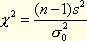 χ² = (n−1)s² / σ₀²